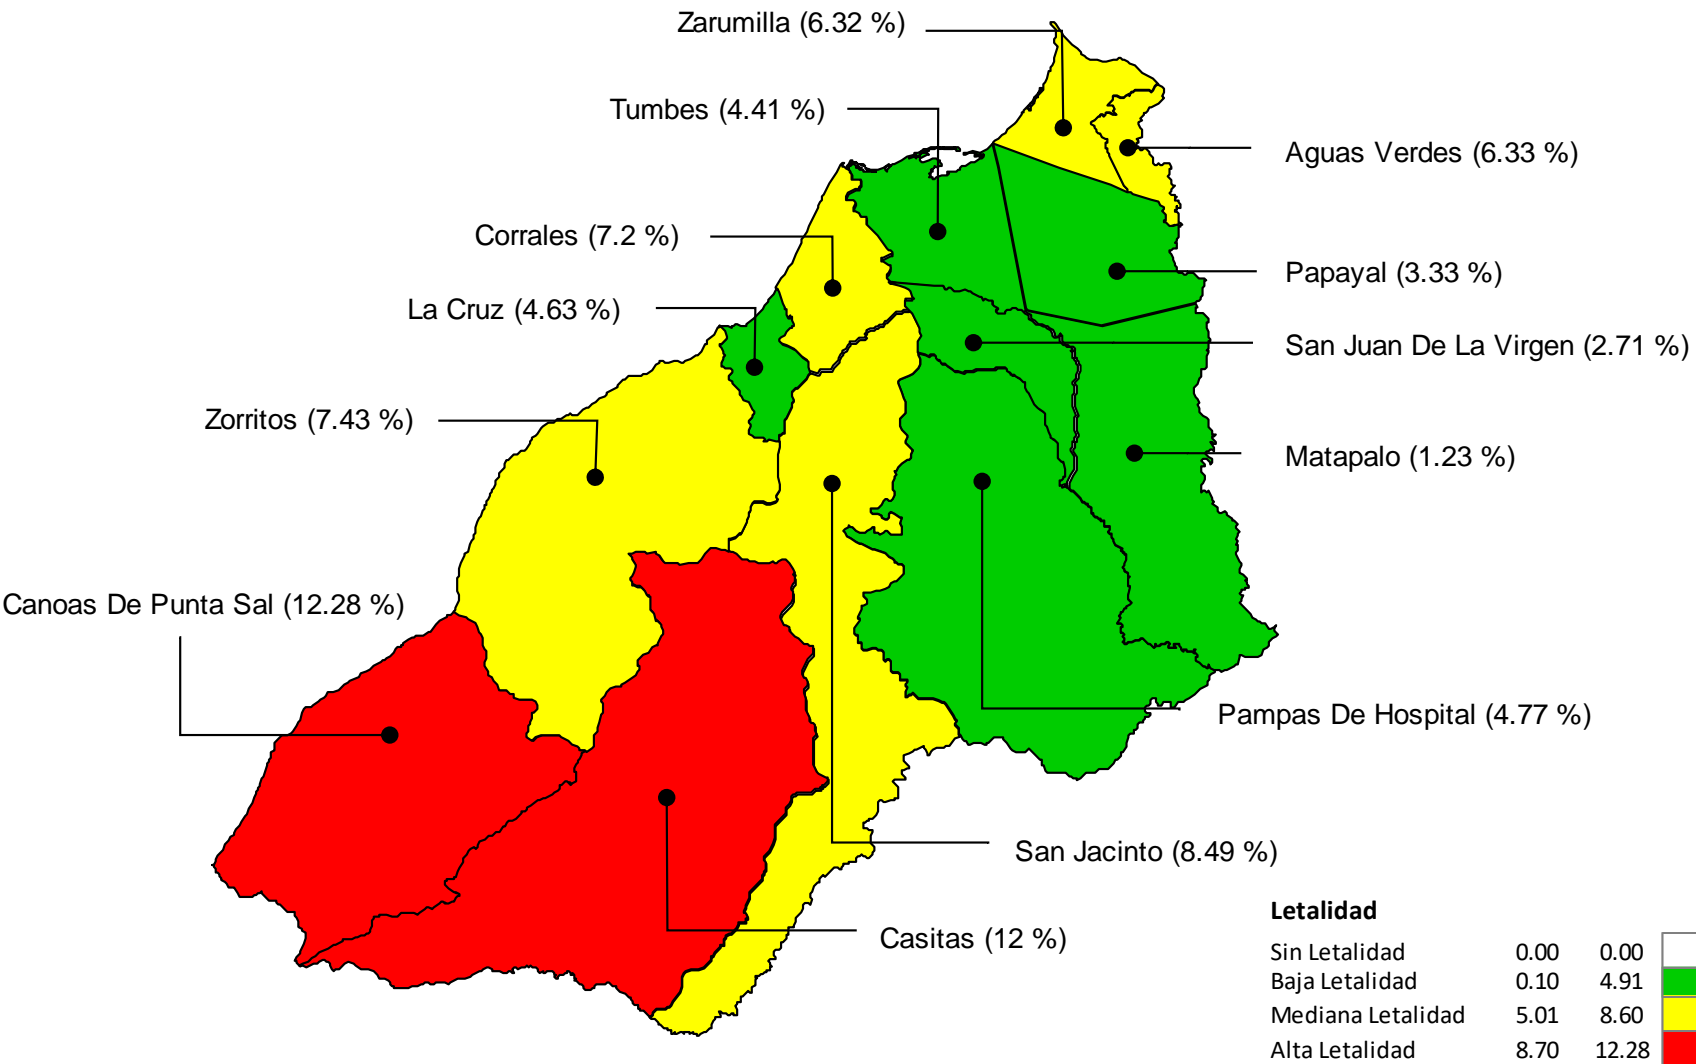 Zarumilla (6.32 %)
Tumbes (4.41 %)
Aguas Verdes (6.33 %)
Corrales (7.2 %)
Papayal (3.33 %)
La Cruz (4.63 %)
San Juan De La Virgen (2.71 %)
Zorritos (7.43 %)
Matapalo (1.23 %)
Canoas De Punta Sal (12.28 %)
Pampas De Hospital (4.77 %)
San Jacinto (8.49 %)
Casitas (12 %)
Letalidad
Sin Letalidad 0.00 0.00
Baja Letalidad 0.10 4.91
Mediana Letalidad 5.01 8.60
Alta Letalidad 8.70 12.28